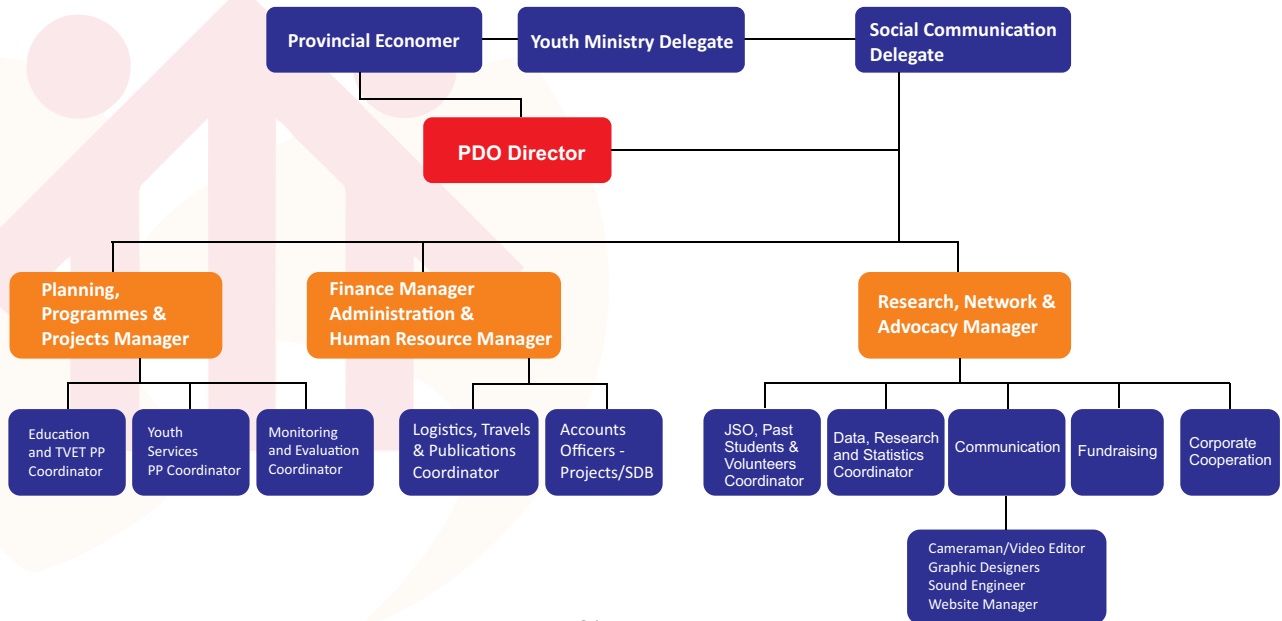 Provincial Economer
Youth Ministry Delegate
Social Communication
Delegate
PDO Director
Planning,
Programmes &
Projects Manager
Finance Manager
Administration &
Human Resource Manager
Research, Network &
Advocacy Manager
Education
and TVET PP
Coordinator
Youth
Services
PP Coordinator
Monitoring
and Evaluation
Coordinator
Logistics, Travels
& Publications
Coordinator
Accounts
Officers -
Projects/SDB
JSO, Past
Students &
Volunteers
Coordinator
Data, Research
and Statistics
Coordinator
Communication
Fundraising
Corporate
Cooperation
Cameraman/Video Editor
Graphic Designers
Sound Engineer
Website Manager